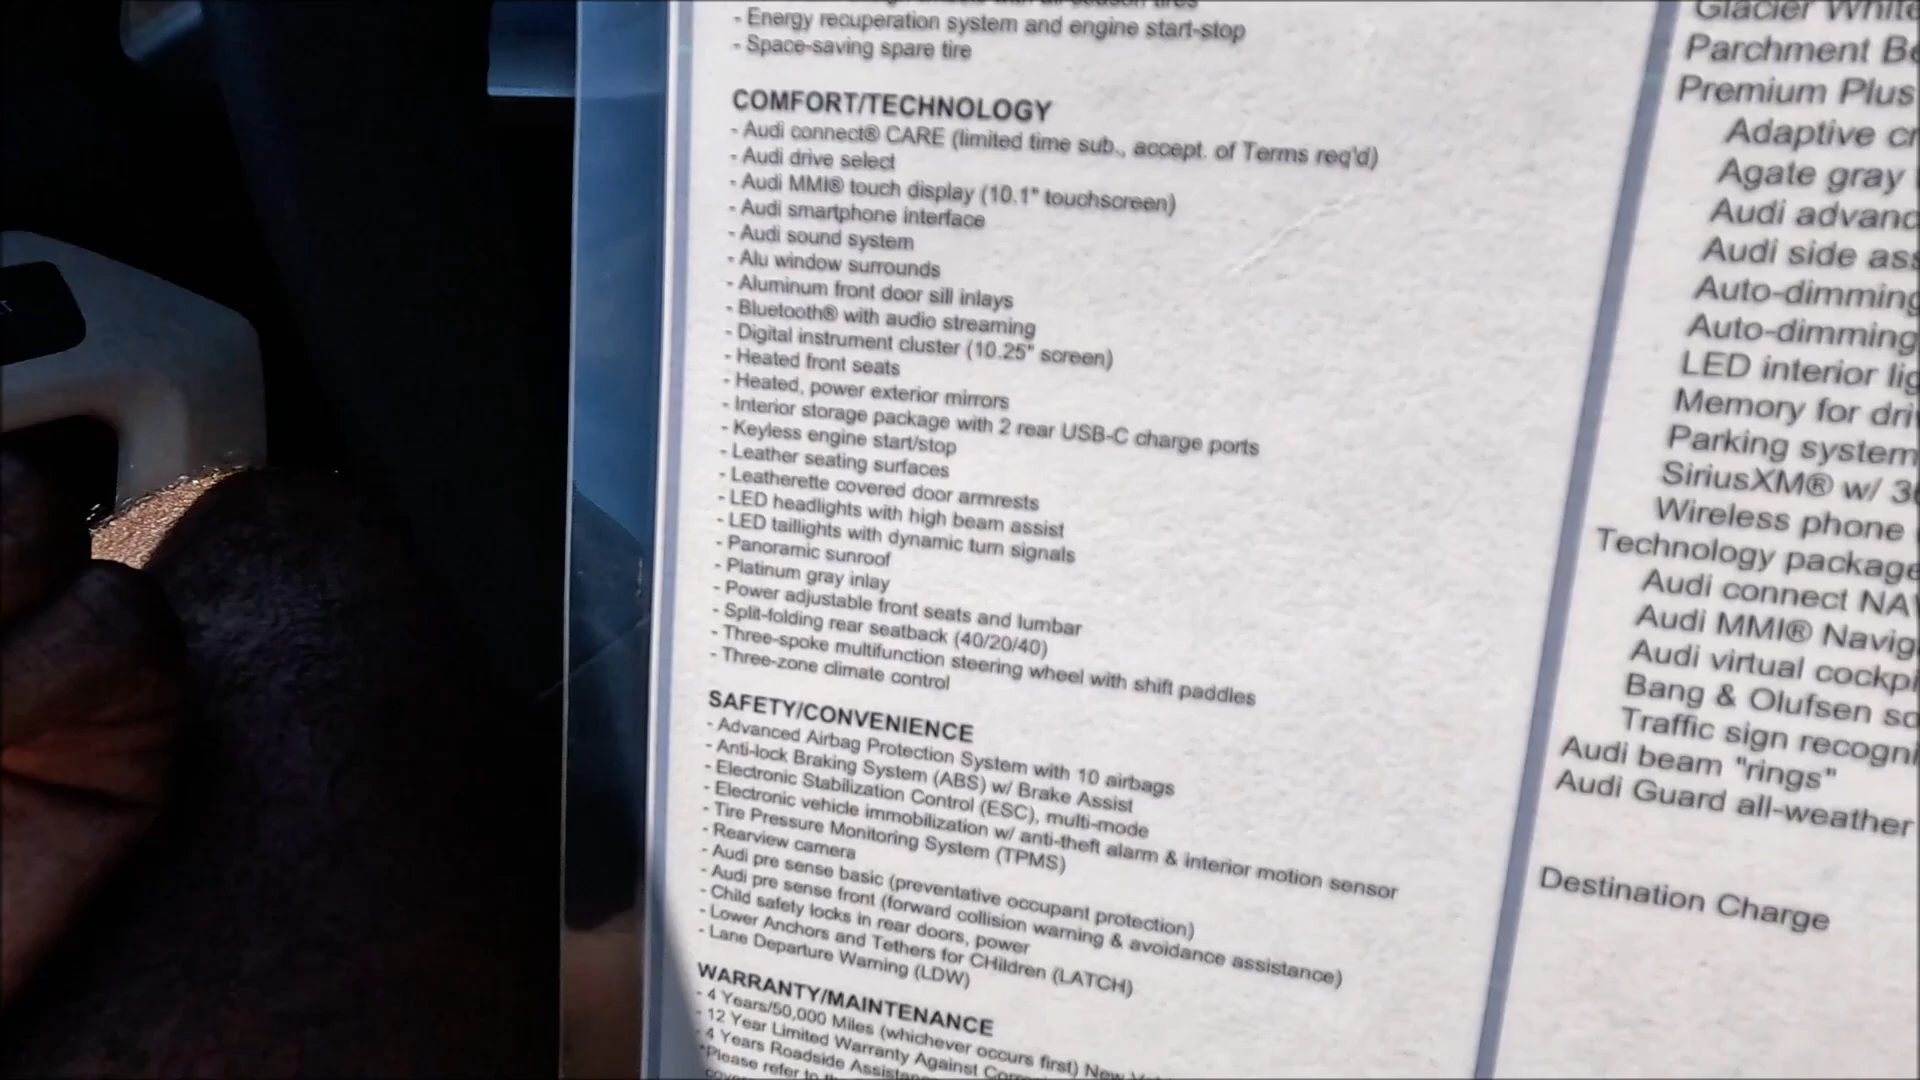 - Energy recuperation system and engine start-stop
- Space-saving spare tire
COMFORT/TECHNOLOGY
- Audi connect® CARE (limited time sub., accept. of Terms req'd)
- Audi drive select
- Audi MMI® touch display (10.1" touchscreen)
- Audi smartphone interface
- Audi sound system
- Alu window surrounds
- Aluminum front door sill inlays
- Bluetooth® with audio streaming
- Digital instrument cluster (10.25" screen)
- Heated front seats
- Heated, power exterior mirrors
- Interior storage package with 2 rear USB-C charge ports
- Keyless engine start/stop
- Leather seating surfaces
- Leatherette covered door armrests
- LED headlights with high beam assist
- LED taillights with dynamic turn signals
- Panoramic sunroof
- Platinum gray inlay
- Power adjustable front seats and lumbar
- Split-folding rear seatback (40/20/40)
- Three-spoke multifunction steering wheel with shift paddles
- Three-zone climate control
SAFETY/CONVENIENCE
- Advanced Airbag Protection System with 10 airbags
- Anti-lock Braking System (ABS) w/ Brake Assist
- Electronic Stabilization Control (ESC), multi-mode
- Electronic vehicle immobilization w/ anti-theft alarm & interior motion sensor
- Tire Pressure Monitoring System (TPMS)
- Rearview camera
- Audi pre sense basic (preventative occupant protection)
- Audi pre sense front (forward collision warning & avoidance assistance)
- Child safety locks in rear doors, power
- Lower Anchors and Tethers for CHildren (LATCH)
- Lane Departure Warning (LDW)
WARRANTY/MAINTENANCE
- 4 Years/50,000 Miles (whichever occurs first) New
- 12 Year Limited Warranty Against
- 4 Years Roadside
*Please refer to
Glacier White
Parchment
Premium Plus
Adaptive
Agate gray
Audi
Audi side
Auto-dimming
Auto-dimming
LED interior
Memory for
Parking system
SiriusXM® w/
Wireless phone
Technology package
Audi connect
Audi MMI®
Audi virtual
Bang & Olufsen
Traffic sign
Audi beam "rings"
Audi Guard all-weather
Destination Charge